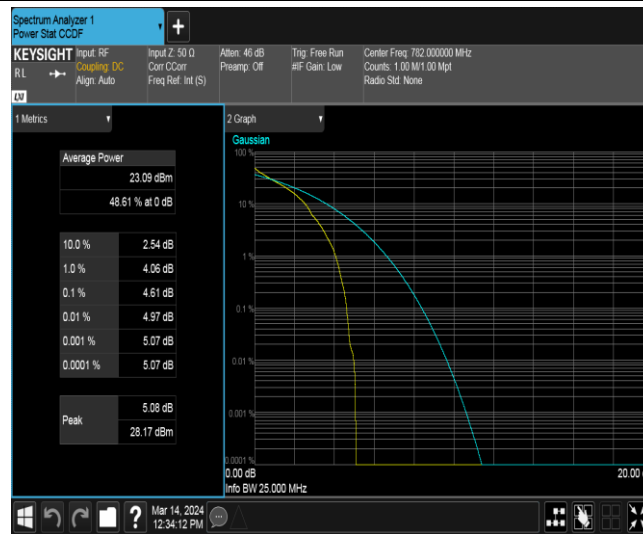 Spectrum Analyzer 1
Power Stat CCDF
+
KEYSIGHT
RL
LXI
Input: RF
Coupling: DC
Align: Auto
Input Z: 50 Ω
Corr CCorr
Freq Ref: Int (S)
Atten: 46 dB
Preamp: Off
Trig: Free Run
#IF Gain: Low
Center Freq: 782.000000 MHz
Counts: 1.00 M/1.00 Mpt
Radio Std: None
1 Metrics
Average Power
23.09 dBm
48.61 % at 0 dB
10.0 % 2.54 dB
1.0 % 4.06 dB
0.1 % 4.61 dB
0.01 % 4.97 dB
0.001 % 5.07 dB
0.0001 % 5.07 dB
Peak
5.08 dB
28.17 dBm
2 Graph
Gaussian
100 %
10 %
1 %
0.1 %
0.01 %
0.001 %
0.0001 %
0.00 dB
20.00
Info BW 25.000 MHz
?
Mar 14, 2024
12:34:12 PM